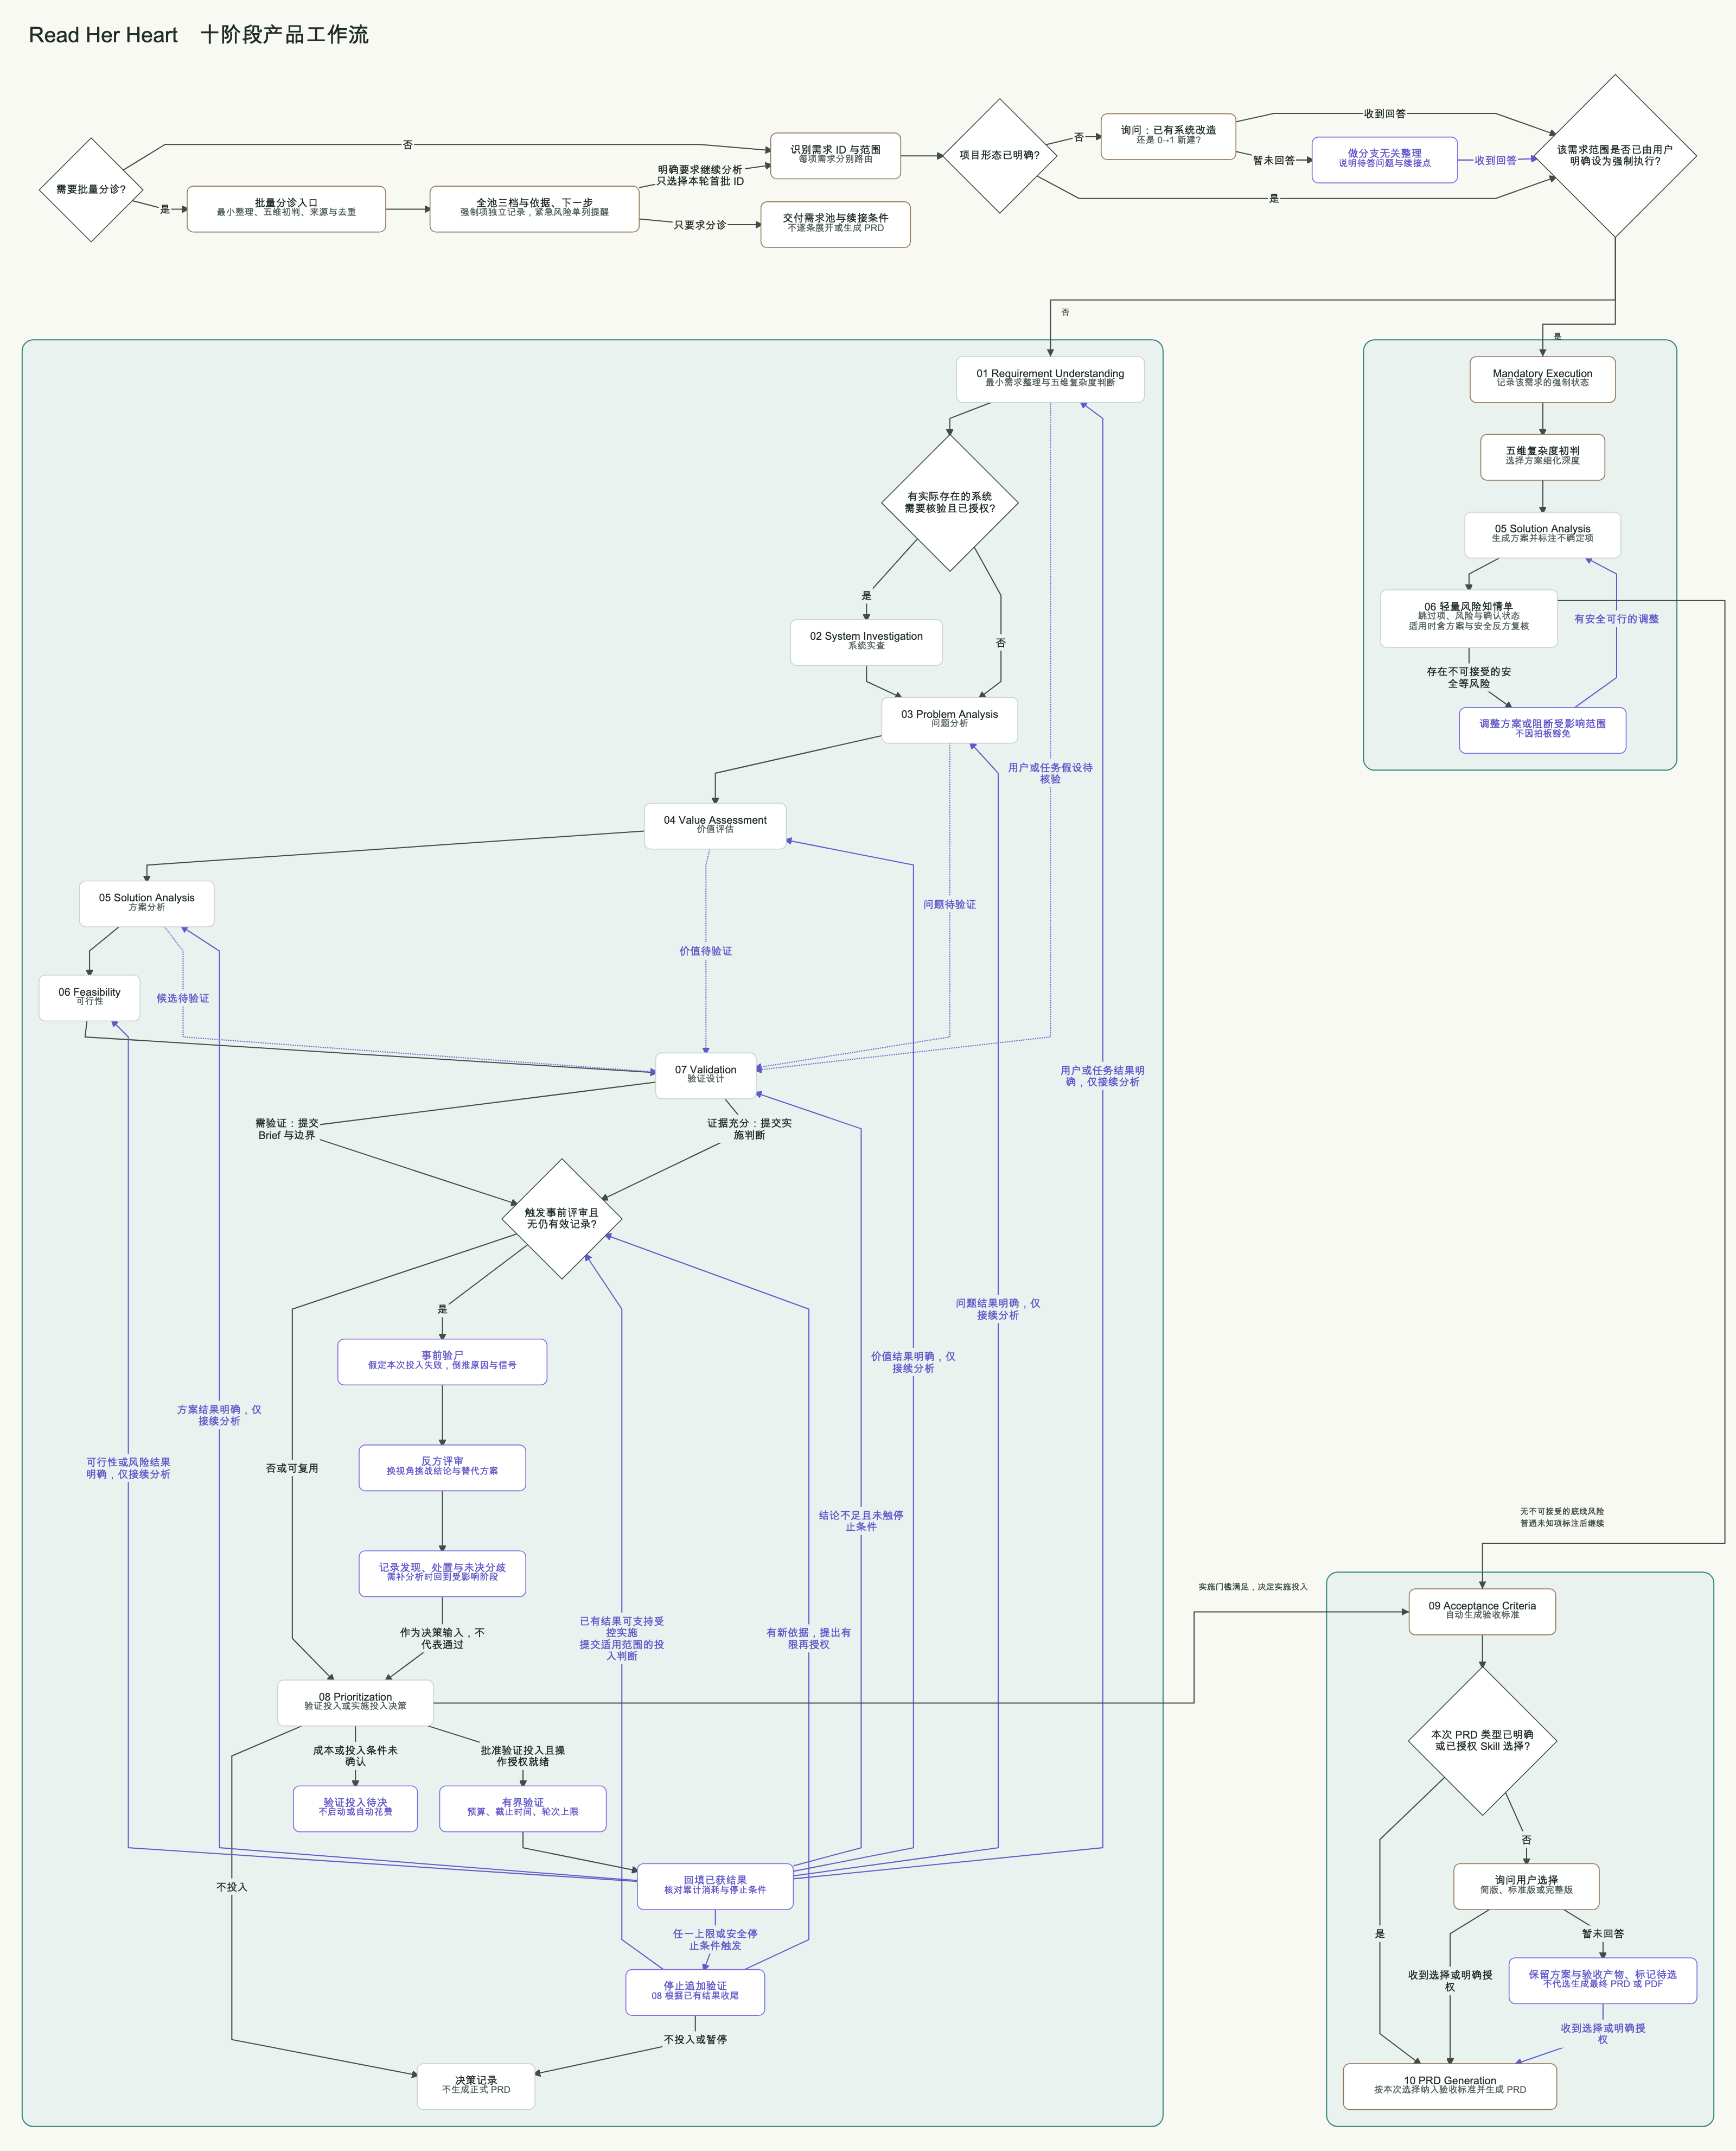 Read Her Heart 十阶段产品工作流
需要批量分诊?
否
是
批量分诊入口
最小整理、五维初判、来源与去重
全池三档与依据、下一步
强制项独立记录，紧急风险单列提醒
明确要求继续分析
只选择本轮首批 ID
只要求分诊
识别需求 ID 与范围
每项需求分别路由
交付需求池与续接条件
不逐条展开或生成 PRD
项目形态已明确?
否
是
询问：已有系统改造
还是 0→1 新建?
收到回答
暂未回答
做分支无关整理
说明待答问题与续接点
收到回答
该需求范围是否已由用户
明确设为强制执行?
否
是
01 Requirement Understanding
最小需求整理与五维复杂度判断
有实际存在的系统
需要核验且已授权?
是
否
02 System Investigation
系统实查
03 Problem Analysis
问题分析
用户或任务假设待
核验
04 Value Assessment
价值评估
05 Solution Analysis
方案分析
问题待验证
价值待验证
06 Feasibility
可行性
候选待验证
07 Validation
验证设计
用户或任务结果明
确，仅接续分析
需验证：提交
Brief 与边界
证据充分：提交实
施判断
触发事前评审且
无仍有效记录?
是
问题结果明确，仅
接续分析
事前验尸
假定本次投入失败，倒推原因与信号
价值结果明确，仅
接续分析
方案结果明确，仅
接续分析
可行性或风险结果
明确，仅接续分析
否或可复用
反方评审
换视角挑战结论与替代方案
结论不足且未触停
止条件
记录发现、处置与未决分歧
需补分析时回到受影响阶段
作为决策输入，不
代表通过
已有结果可支持受
控实施
提交适用范围的投
入判断
有新依据，提出有
限再授权
08 Prioritization
验证投入或实施投入决策
成本或投入条件未
确认
批准验证投入且操
作授权就绪
验证投入待决
不启动或自动花费
有界验证
预算、截止时间、轮次上限
不投入
回填已获结果
核对累计消耗与停止条件
任一上限或安全停
止条件触发
停止追加验证
08 根据已有结果收尾
不投入或暂停
决策记录
不生成正式 PRD
Mandatory Execution
记录该需求的强制状态
五维复杂度初判
选择方案细化深度
05 Solution Analysis
生成方案并标注不确定项
06 轻量风险知情单
跳过项、风险与确认状态
适用时含方案与安全反方复核
有安全可行的调整
存在不可接受的安
全等风险
调整方案或阻断受影响范围
不因拍板豁免
无不可接受的底线风险
普通未知项标注后继续
实施门槛满足，决定实施投入
09 Acceptance Criteria
自动生成验收标准
本次 PRD 类型已明确
或已授权 Skill 选择?
否
是
询问用户选择
简版、标准版或完整版
暂未回答
收到选择或明确授
权
保留方案与验收产物、标记待选
不代选生成最终 PRD 或 PDF
收到选择或明确授
权
10 PRD Generation
按本次选择纳入验收标准并生成 PRD